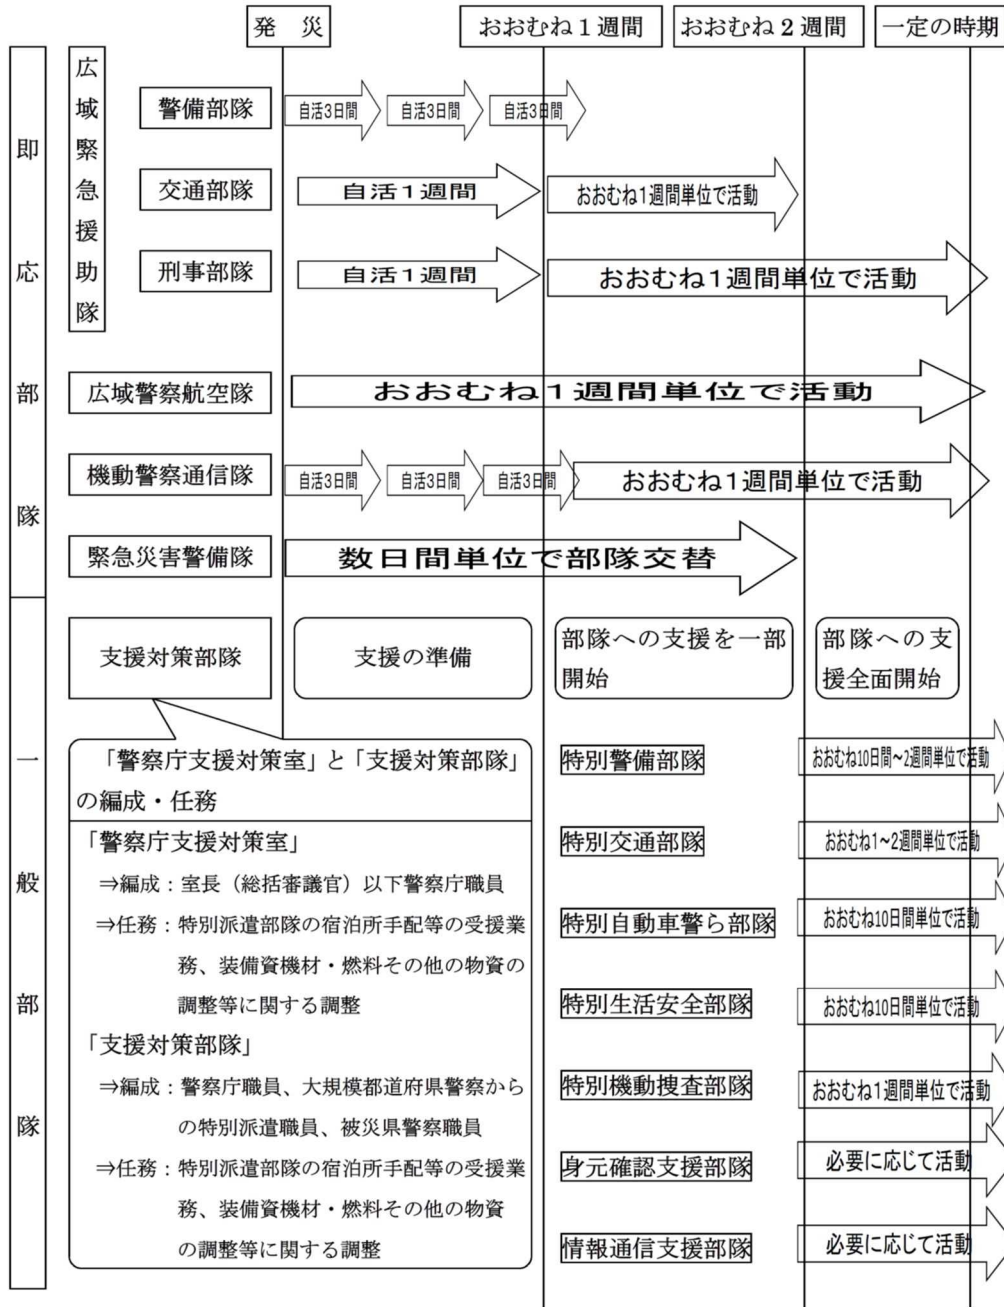 発　災
おおむね１週間
おおむね２週間
一定の時期
即応部隊
広域緊急援助隊
警備部隊
自活3日間
自活3日間
自活3日間
交通部隊
自活1週間
おおむね1週間単位で活動
刑事部隊
自活1週間
おおむね1週間単位で活動
広域警察航空隊
おおむね1週間単位で活動
機動警察通信隊
自活3日間
自活3日間
自活3日間
おおむね1週間単位で活動
緊急災害警備隊
数日間単位で部隊交替
一般部隊
支援対策部隊
支援の準備
部隊への支援を一部
開始
部隊への支
援全面開始
「警察庁支援対策室」と「支援対策部隊」
の編成・任務
「警察庁支援対策室」
⇒編成：室長（総括審議官）以下警察庁職員
⇒任務：特別派遣部隊の宿泊所手配等の受援業
務、装備資機材・燃料その他の物資の
調整等に関する調整
「支援対策部隊」
⇒編成：警察庁職員、大規模都道府県警察から
の特別派遣職員、被災県警察職員
⇒任務：特別派遣部隊の宿泊所手配等の受援業
務、装備資機材・燃料その他の物資
の調整等に関する調整
特別警備部隊
おおむね10日間～2週間単位で活動
特別交通部隊
おおむね1～2週間単位で活動
特別自動車警ら部隊
おおむね10日間単位で活動
特別生活安全部隊
おおむね10日間単位で活動
特別機動捜査部隊
おおむね1週間単位で活動
身元確認支援部隊
必要に応じて活動
情報通信支援部隊
必要に応じて活動